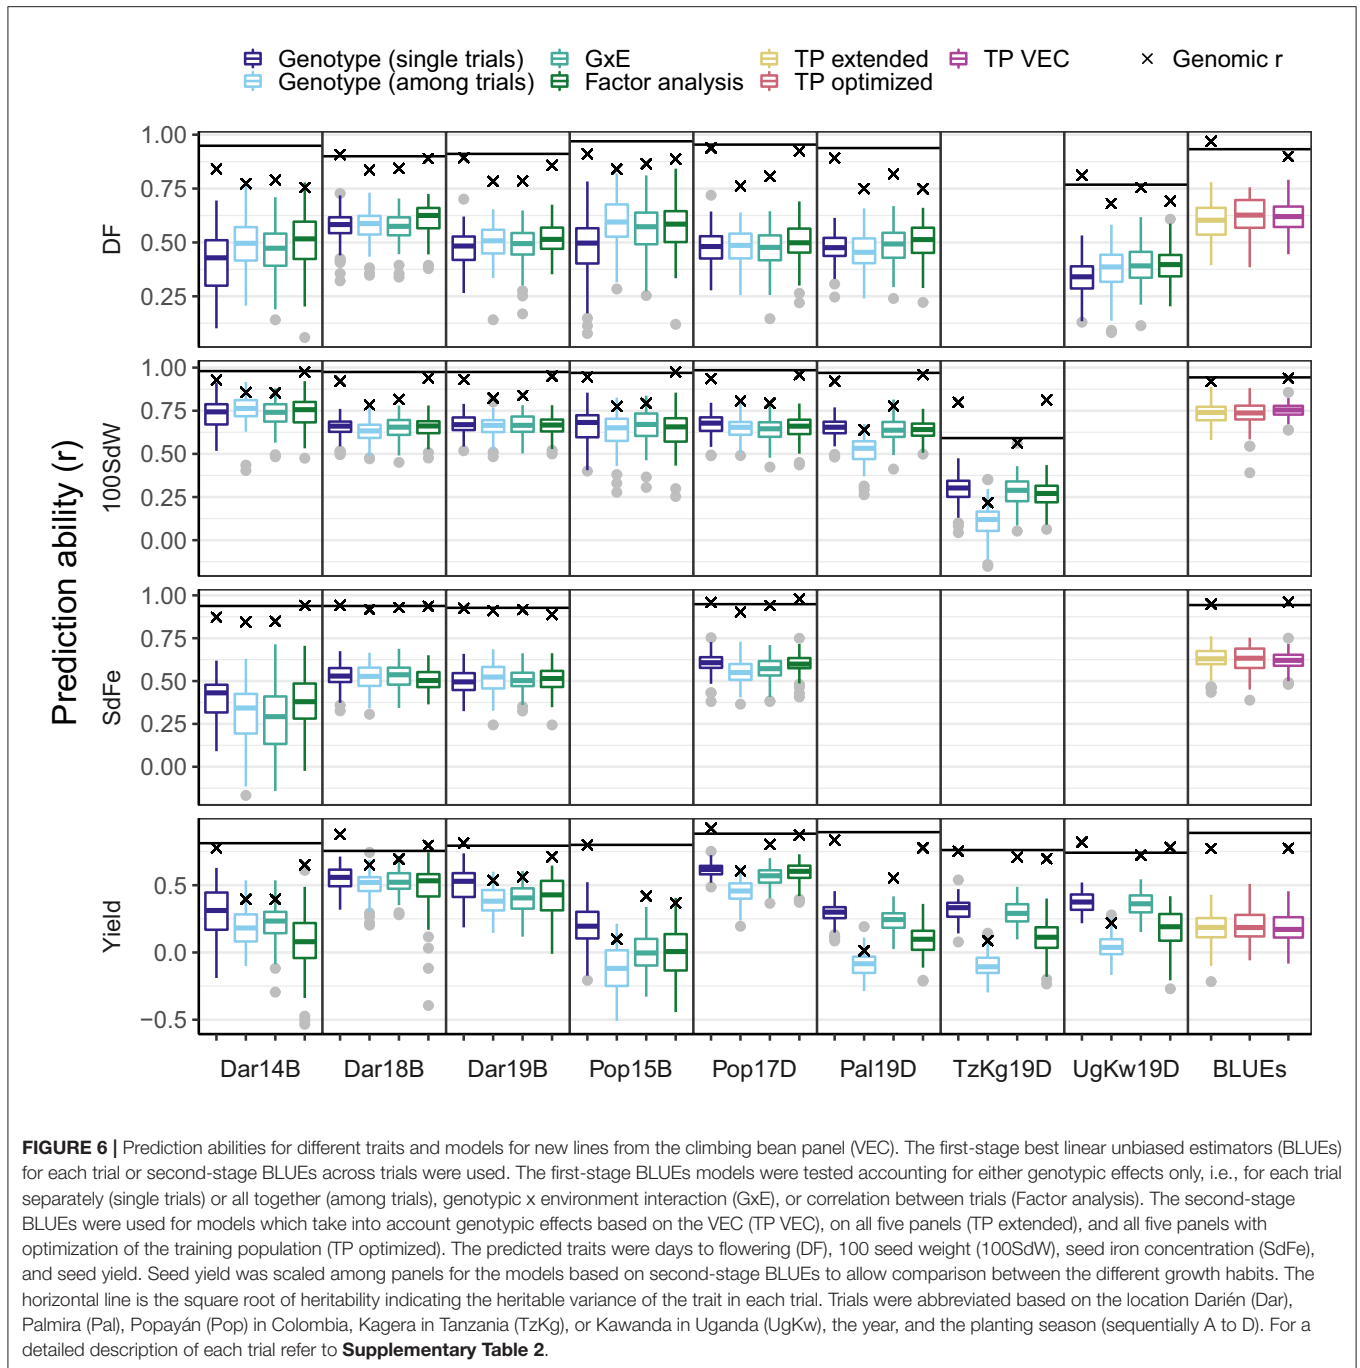 Genotype (single trials) GxE TP extended TP VEC × Genomic r
Genotype (among trials) Factor analysis TP optimized
Prediction ability (r)
DF
1.00
0.75
0.50
0.25
100SdW
1.00
0.75
0.50
0.25
0.00
SdFe
1.00
0.75
0.50
0.25
0.00
Yield
0.5
0.0
−0.5
Dar14B Dar18B Dar19B Pop15B Pop17D Pal19D TzKg19D UgKw19D BLUEs
FIGURE 6 | Prediction abilities for different traits and models for new lines from the climbing bean panel (VEC). The first-stage best linear unbiased estimators (BLUEs)
for each trial or second-stage BLUEs across trials were used. The first-stage BLUEs models were tested accounting for either genotypic effects only, i.e., for each trial
separately (single trials) or all together (among trials), genotypic x environment interaction (GxE), or correlation between trials (Factor analysis). The second-stage
BLUEs were used for models which take into account genotypic effects based on the VEC (TP VEC), on all five panels (TP extended), and all five panels with
optimization of the training population (TP optimized). The predicted traits were days to flowering (DF), 100 seed weight (100SdW), seed iron concentration (SdFe),
and seed yield. Seed yield was scaled among panels for the models based on second-stage BLUEs to allow comparison between the different growth habits. The
horizontal line is the square root of heritability indicating the heritable variance of the trait in each trial. Trials were abbreviated based on the location Darién (Dar),
Palmira (Pal), Popayán (Pop) in Colombia, Kagera in Tanzania (TzKg), or Kawanda in Uganda (UgKw), the year, and the planting season (sequentially A to D). For a
detailed description of each trial refer to Supplementary Table 2.